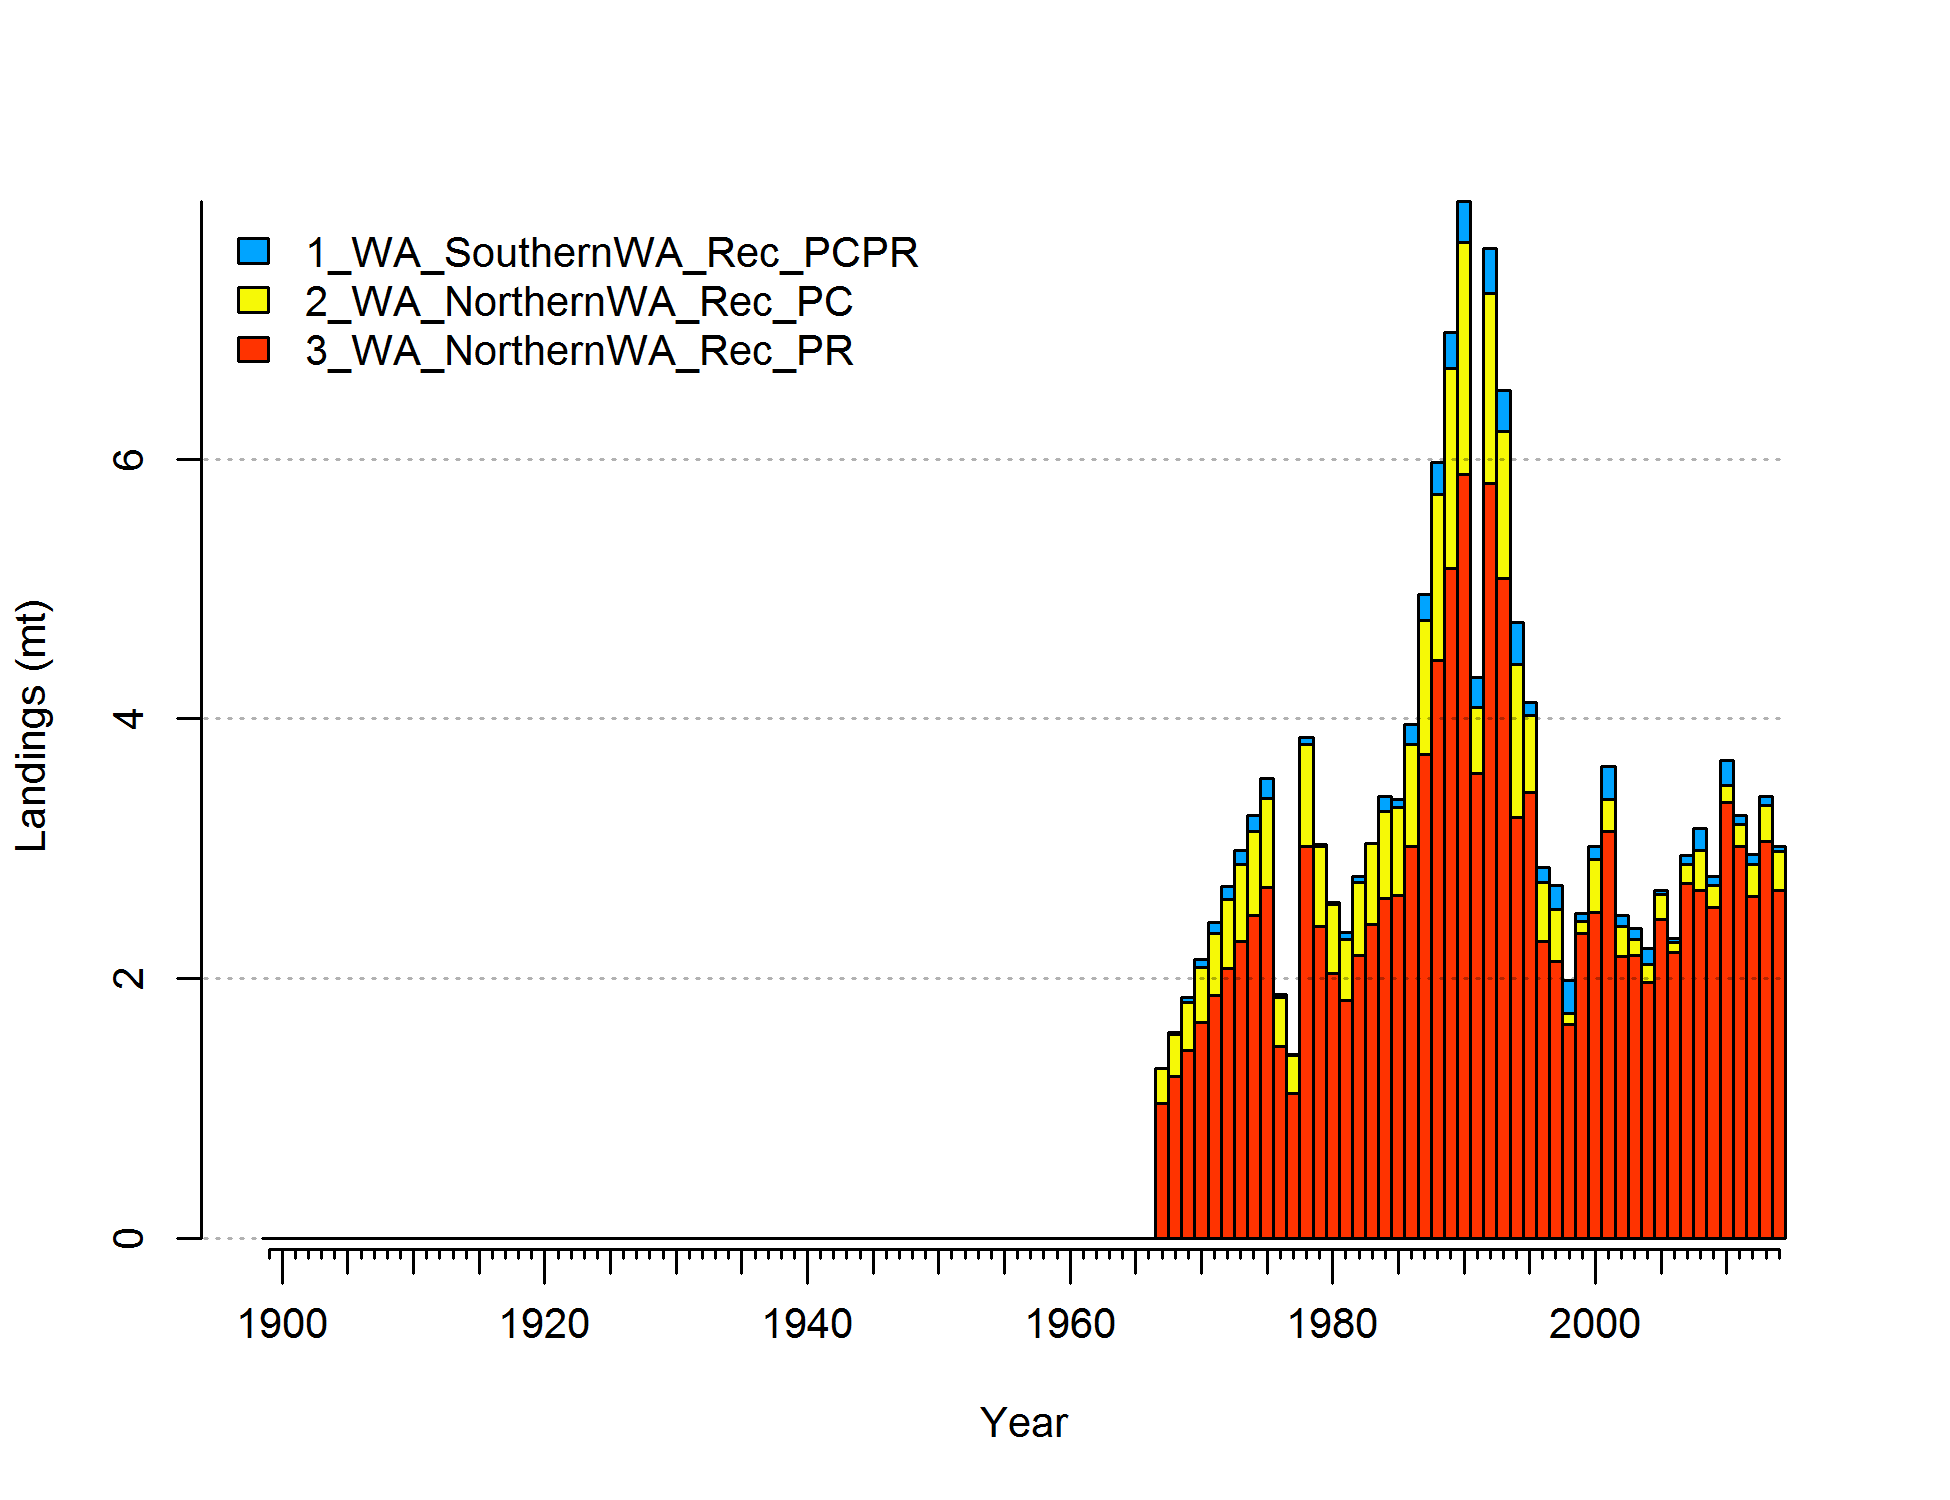 1_WA_SouthernWA_Rec_PCPR
2_WA_NorthernWA_Rec_PC
3_WA_NorthernWA_Rec_PR
Landings (mt)
6
4
2
0
1900 1920 1940 1960 1980 2000
Year